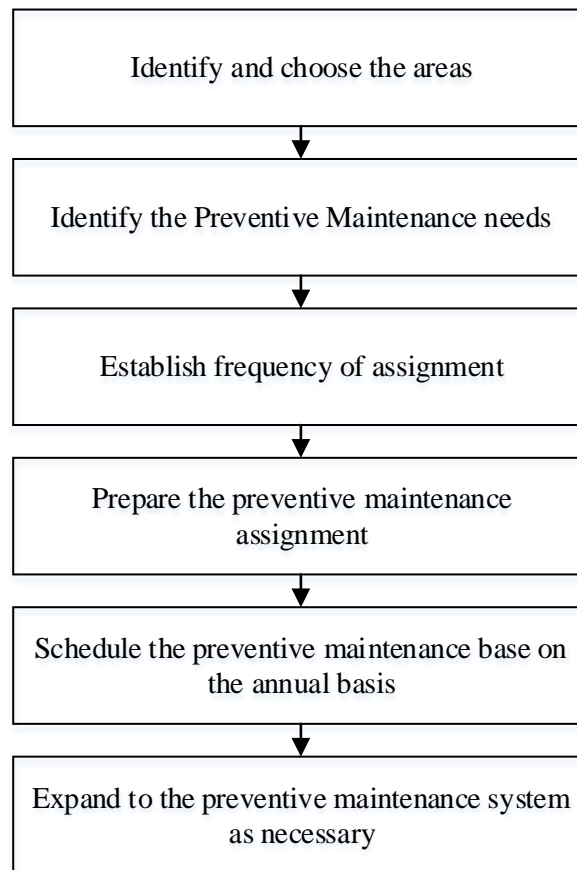 Identify and choose the areas
Identify the Preventive Maintenance needs
Establish frequency of assignment
Prepare the preventive maintenance
assignment
Schedule the preventive maintenance base on
the annual basis
Expand to the preventive maintenance system
as necessary